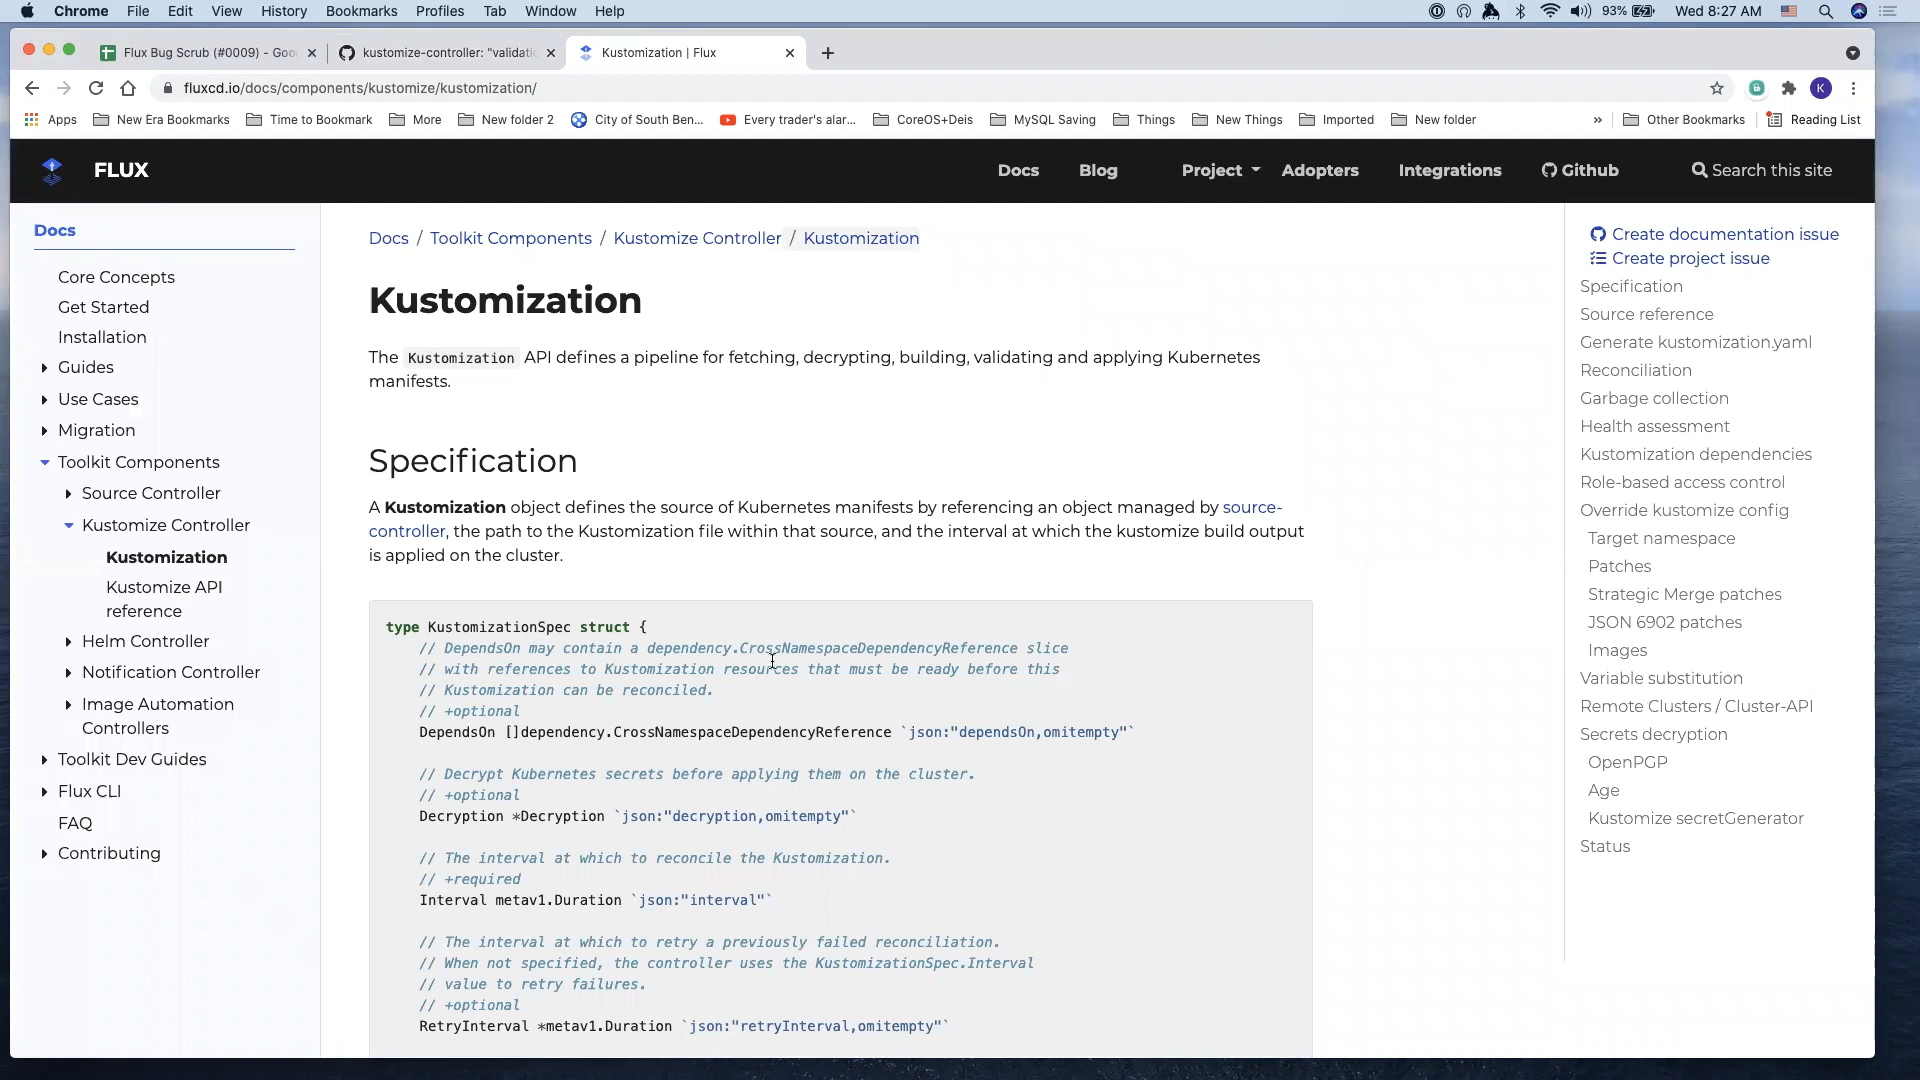 Chrome File Edit View History Bookmarks Profiles Tab Window Help 93% Wed 8:27 AM
Flux Bug Scrub (#0009) - Goo kustomize-controller: "validati Kustomization | Flux
fluxcd.io/docs/components/kustomize/kustomization/ K
Apps New Era Bookmarks Time to Bookmark More New folder 2 City of South Ben... Every trader's alar... CoreOS+Deis MySQL Saving Things New Things Imported New folder » Other Bookmarks Reading List
FLUX Docs Blog Project Adopters Integrations Github Search this site
Docs
Core Concepts
Get Started
Installation
Guides
Use Cases
Migration
Toolkit Components
Source Controller
Kustomize Controller
Kustomization
Kustomize API
reference
Helm Controller
Notification Controller
Image Automation
Controllers
Toolkit Dev Guides
Flux CLI
FAQ
Contributing
Docs / Toolkit Components / Kustomize Controller / Kustomization
Kustomization
The Kustomization API defines a pipeline for fetching, decrypting, building, validating and applying Kubernetes
manifests.
Specification
A Kustomization object defines the source of Kubernetes manifests by referencing an object managed by source-
controller, the path to the Kustomization file within that source, and the interval at which the kustomize build output
is applied on the cluster.
type KustomizationSpec struct {
// DependsOn may contain a dependency.CrossNamespaceDependencyReference slice
// with references to Kustomization resources that must be ready before this
// Kustomization can be reconciled.
// +optional
DependsOn []dependency.CrossNamespaceDependencyReference `json:"dependsOn,omitempty"`
// Decrypt Kubernetes secrets before applying them on the cluster.
// +optional
Decryption *Decryption `json:"decryption,omitempty"`
// The interval at which to reconcile the Kustomization.
// +required
Interval metav1.Duration `json:"interval"`
// The interval at which to retry a previously failed reconciliation.
// When not specified, the controller uses the KustomizationSpec.Interval
// value to retry failures.
// +optional
RetryInterval *metav1.Duration `json:"retryInterval,omitempty"`
Create documentation issue
Create project issue
Specification
Source reference
Generate kustomization.yaml
Reconciliation
Garbage collection
Health assessment
Kustomization dependencies
Role-based access control
Override kustomize config
Target namespace
Patches
Strategic Merge patches
JSON 6902 patches
Images
Variable substitution
Remote Clusters / Cluster-API
Secrets decryption
OpenPGP
Age
Kustomize secretGenerator
Status